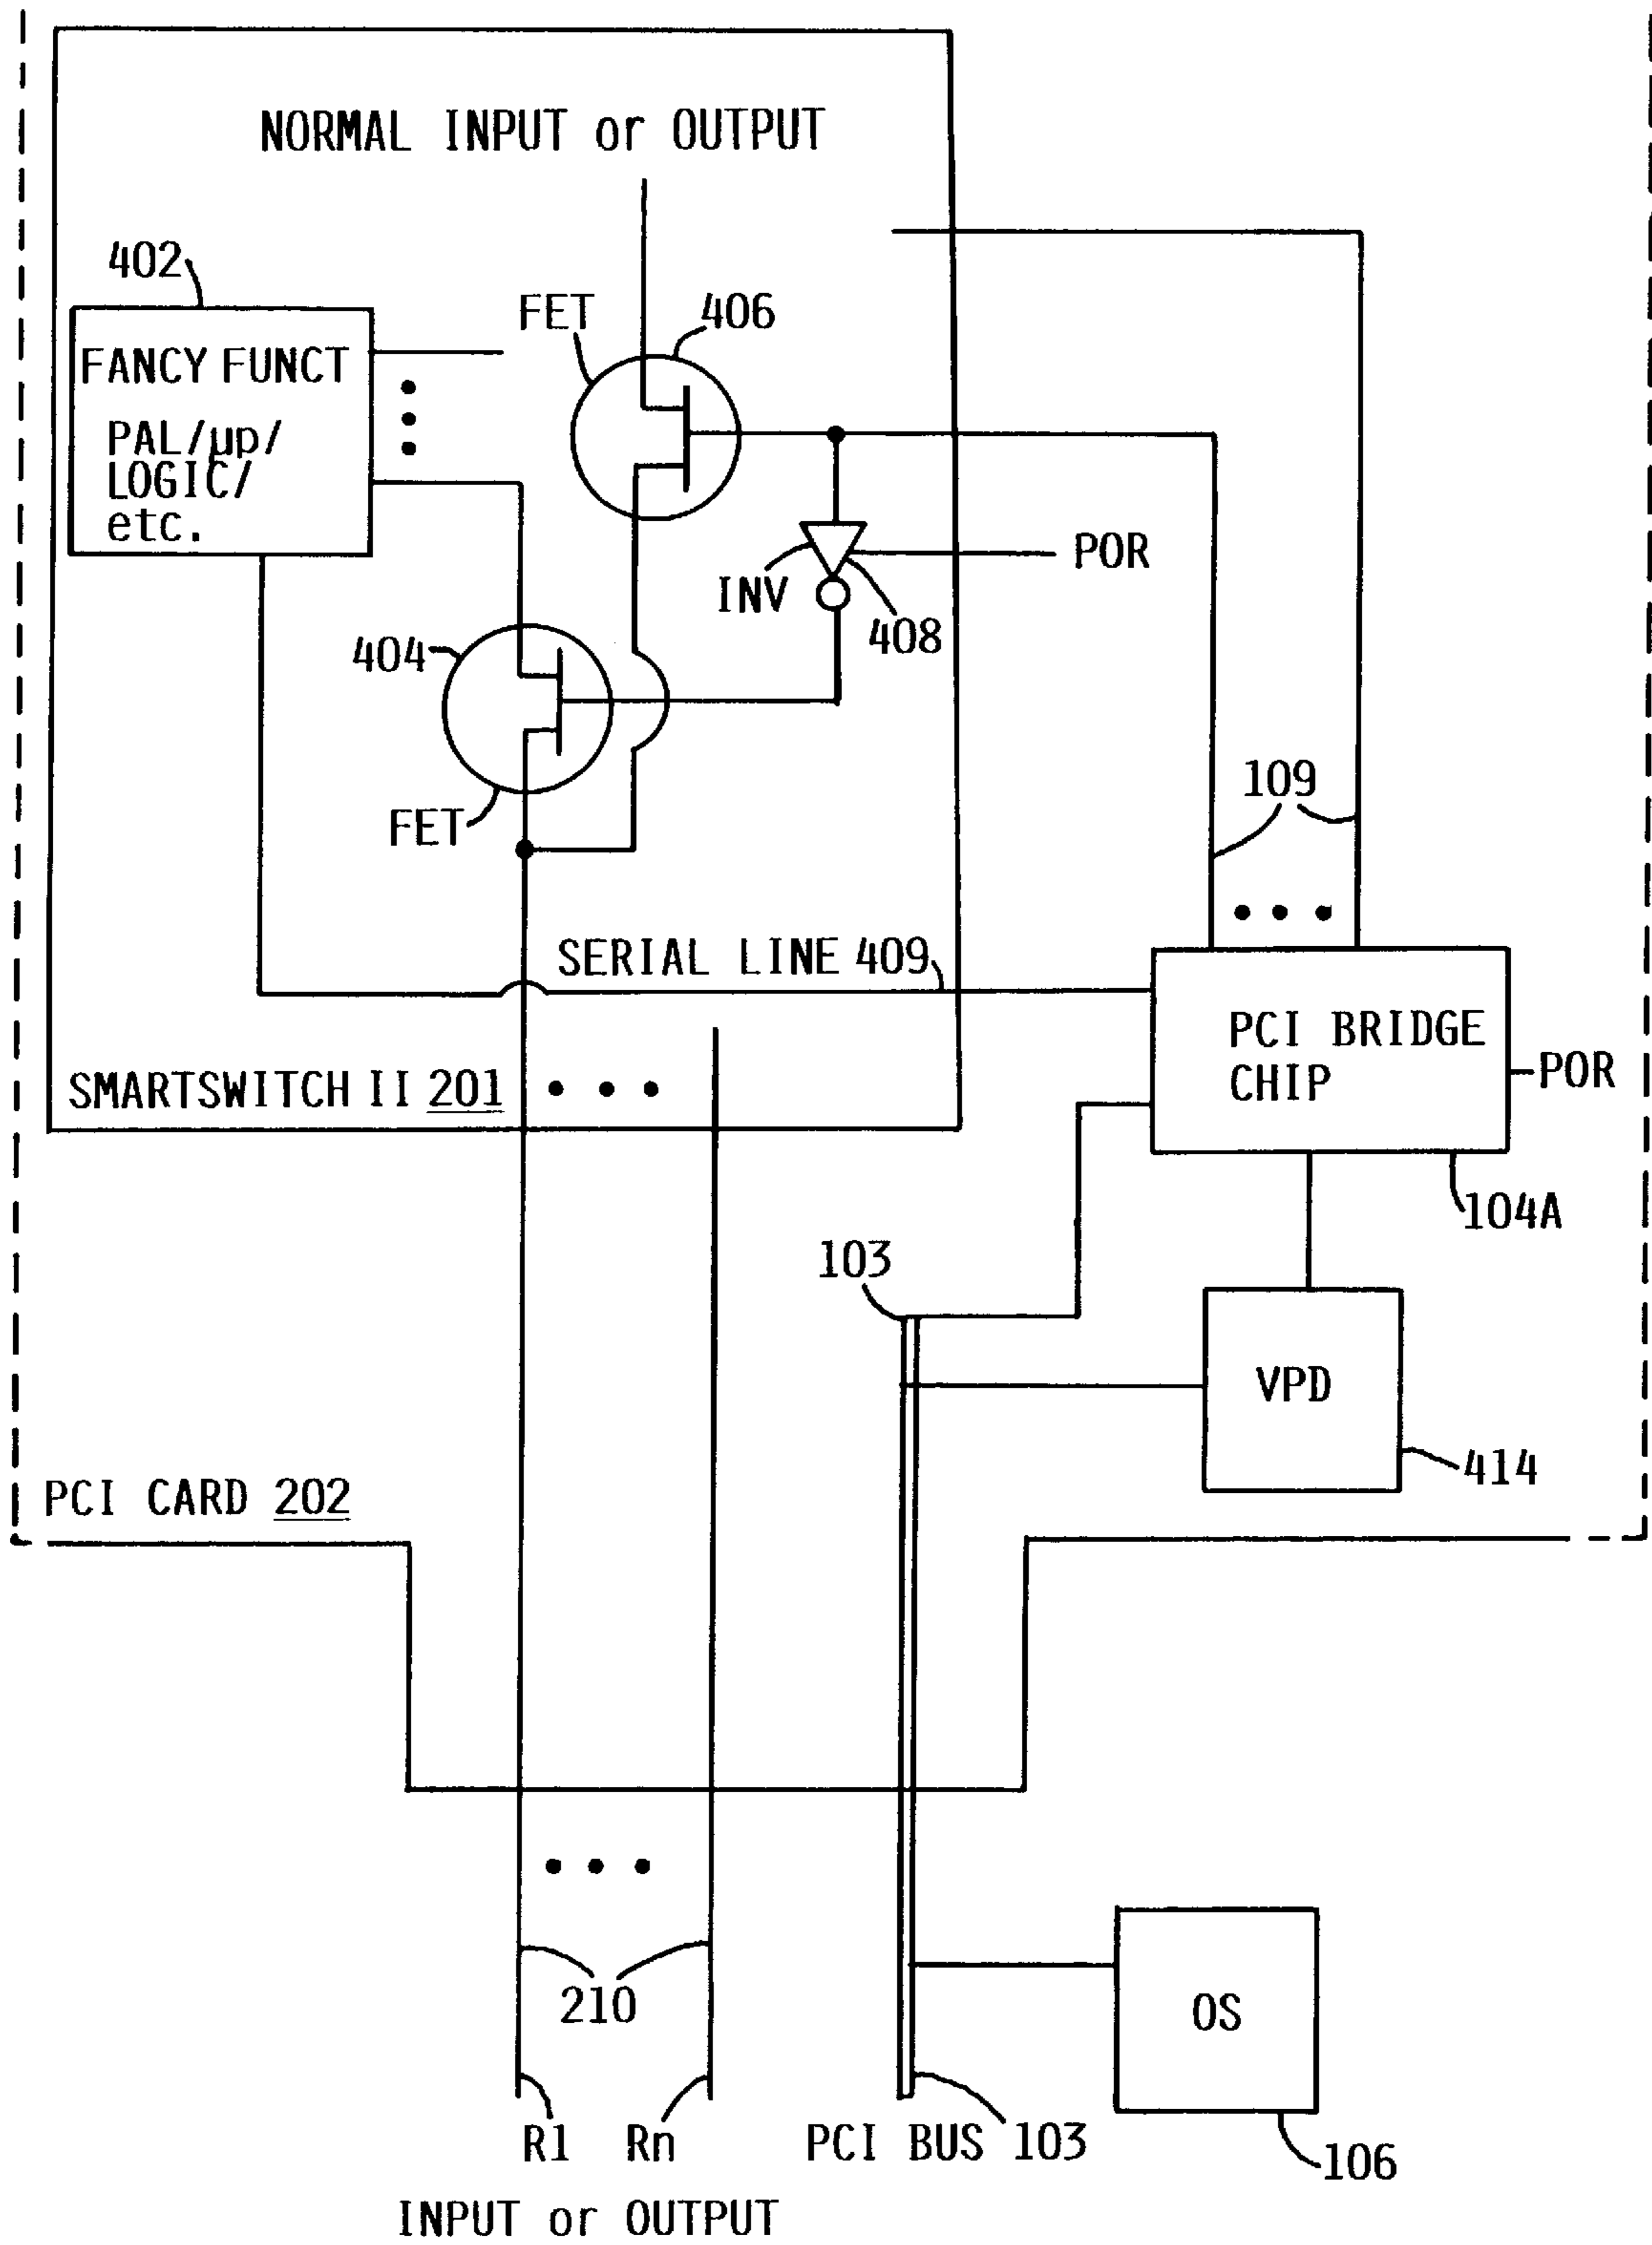 NORMAL INPUT or OUTPUT
402
FET
406
FANCY FUNCT
PAL/µp/
LOGIC/
etc.
POR
INV
408
404
FET
109
SERIAL LINE 409
PCI BRIDGE
CHIP
POR
SMARTSWITCH II 201
104A
103
VPD
414
PCI CARD 202
210
OS
R1
Rn
PCI BUS 103
106
INPUT or OUTPUT